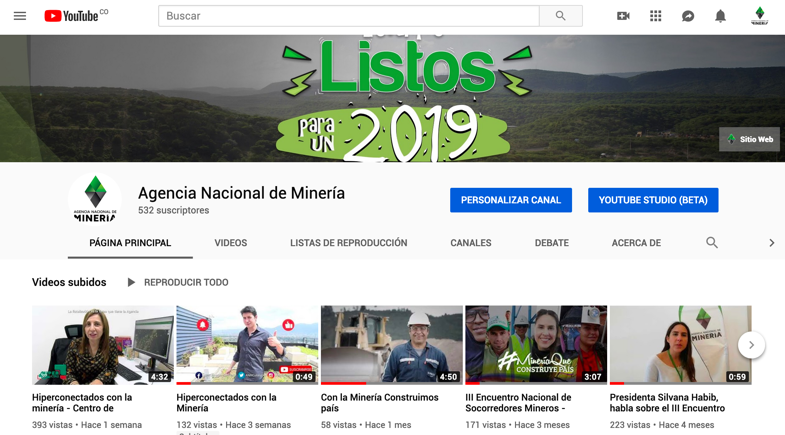 YouTube CO
Buscar
Listos
para
UN 2019
Sitio Web
AGENCIA NACIONAL DE
MINERÍA
Agencia Nacional de Minería
532 suscriptores
PERSONALIZAR CANAL
YOUTUBE STUDIO (BETA)
PÁGINA PRINCIPAL
VIDEOS
LISTAS DE REPRODUCCIÓN
CANALES
DEBATE
ACERCA DE
Videos subidos
REPRODUCIR TODO
4:32
0:49
4:50
#MineríaQue
CONSTRUYE PAÍS
3:07
MINERÍA
0:59
Hiperconectados con la
minería - Centro de
393 vistas • Hace 1 semana
Hiperconectados con la
Minería
132 vistas • Hace 3 semanas
Con la Minería Construimos
país
58 vistas • Hace 1 mes
III Encuentro Nacional de
Socorredores Mineros -
171 vistas • Hace 3 meses
Presidenta Silvana Habib,
habla sobre el III Encuentro
223 vistas • Hace 4 meses